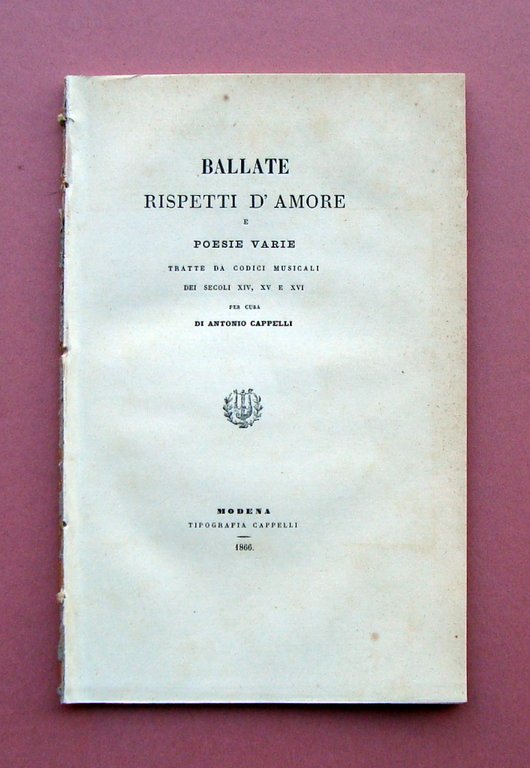 BALLATE
RISPETTI D' AMORE
E
POESIE VARIE
TRATTE DA CODICI MUSICALI
DEI SECOLI XIV, XV E XVI
PER CURA
DI ANTONIO CAPPELLI
MODENA
TIPOGRAFIA CAPPELLI
1866.